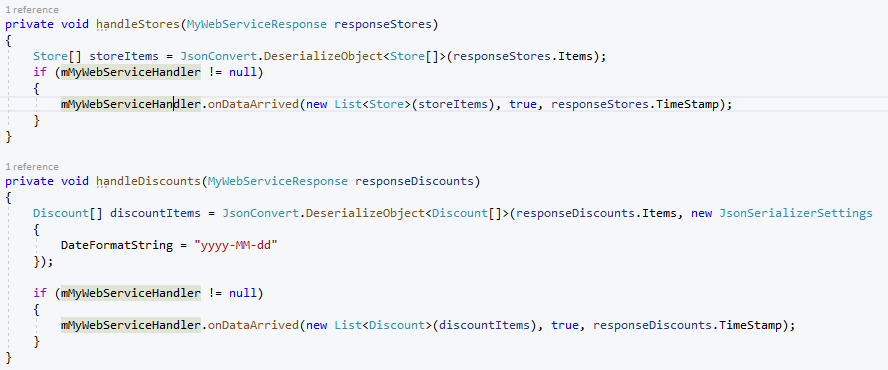 1 reference
private void handleStores(MyWebServiceResponse responseStores)
{
    Store[] storeItems = JsonConvert.DeserializeObject<Store[]>(responseStores.Items);
    if (mMyWebServiceHandler != null)
    {
        mMyWebServiceHandler.onDataArrived(new List<Store>(storeItems), true, responseStores.TimeStamp);
    }
}
1 reference
private void handleDiscounts(MyWebServiceResponse responseDiscounts)
{
    Discount[] discountItems = JsonConvert.DeserializeObject<Discount[]>(responseDiscounts.Items, new JsonSerializerSettings
    {
        DateFormatString = "yyyy-MM-dd"
    });
    if (mMyWebServiceHandler != null)
    {
        mMyWebServiceHandler.onDataArrived(new List<Discount>(discountItems), true, responseDiscounts.TimeStamp);
    }
}